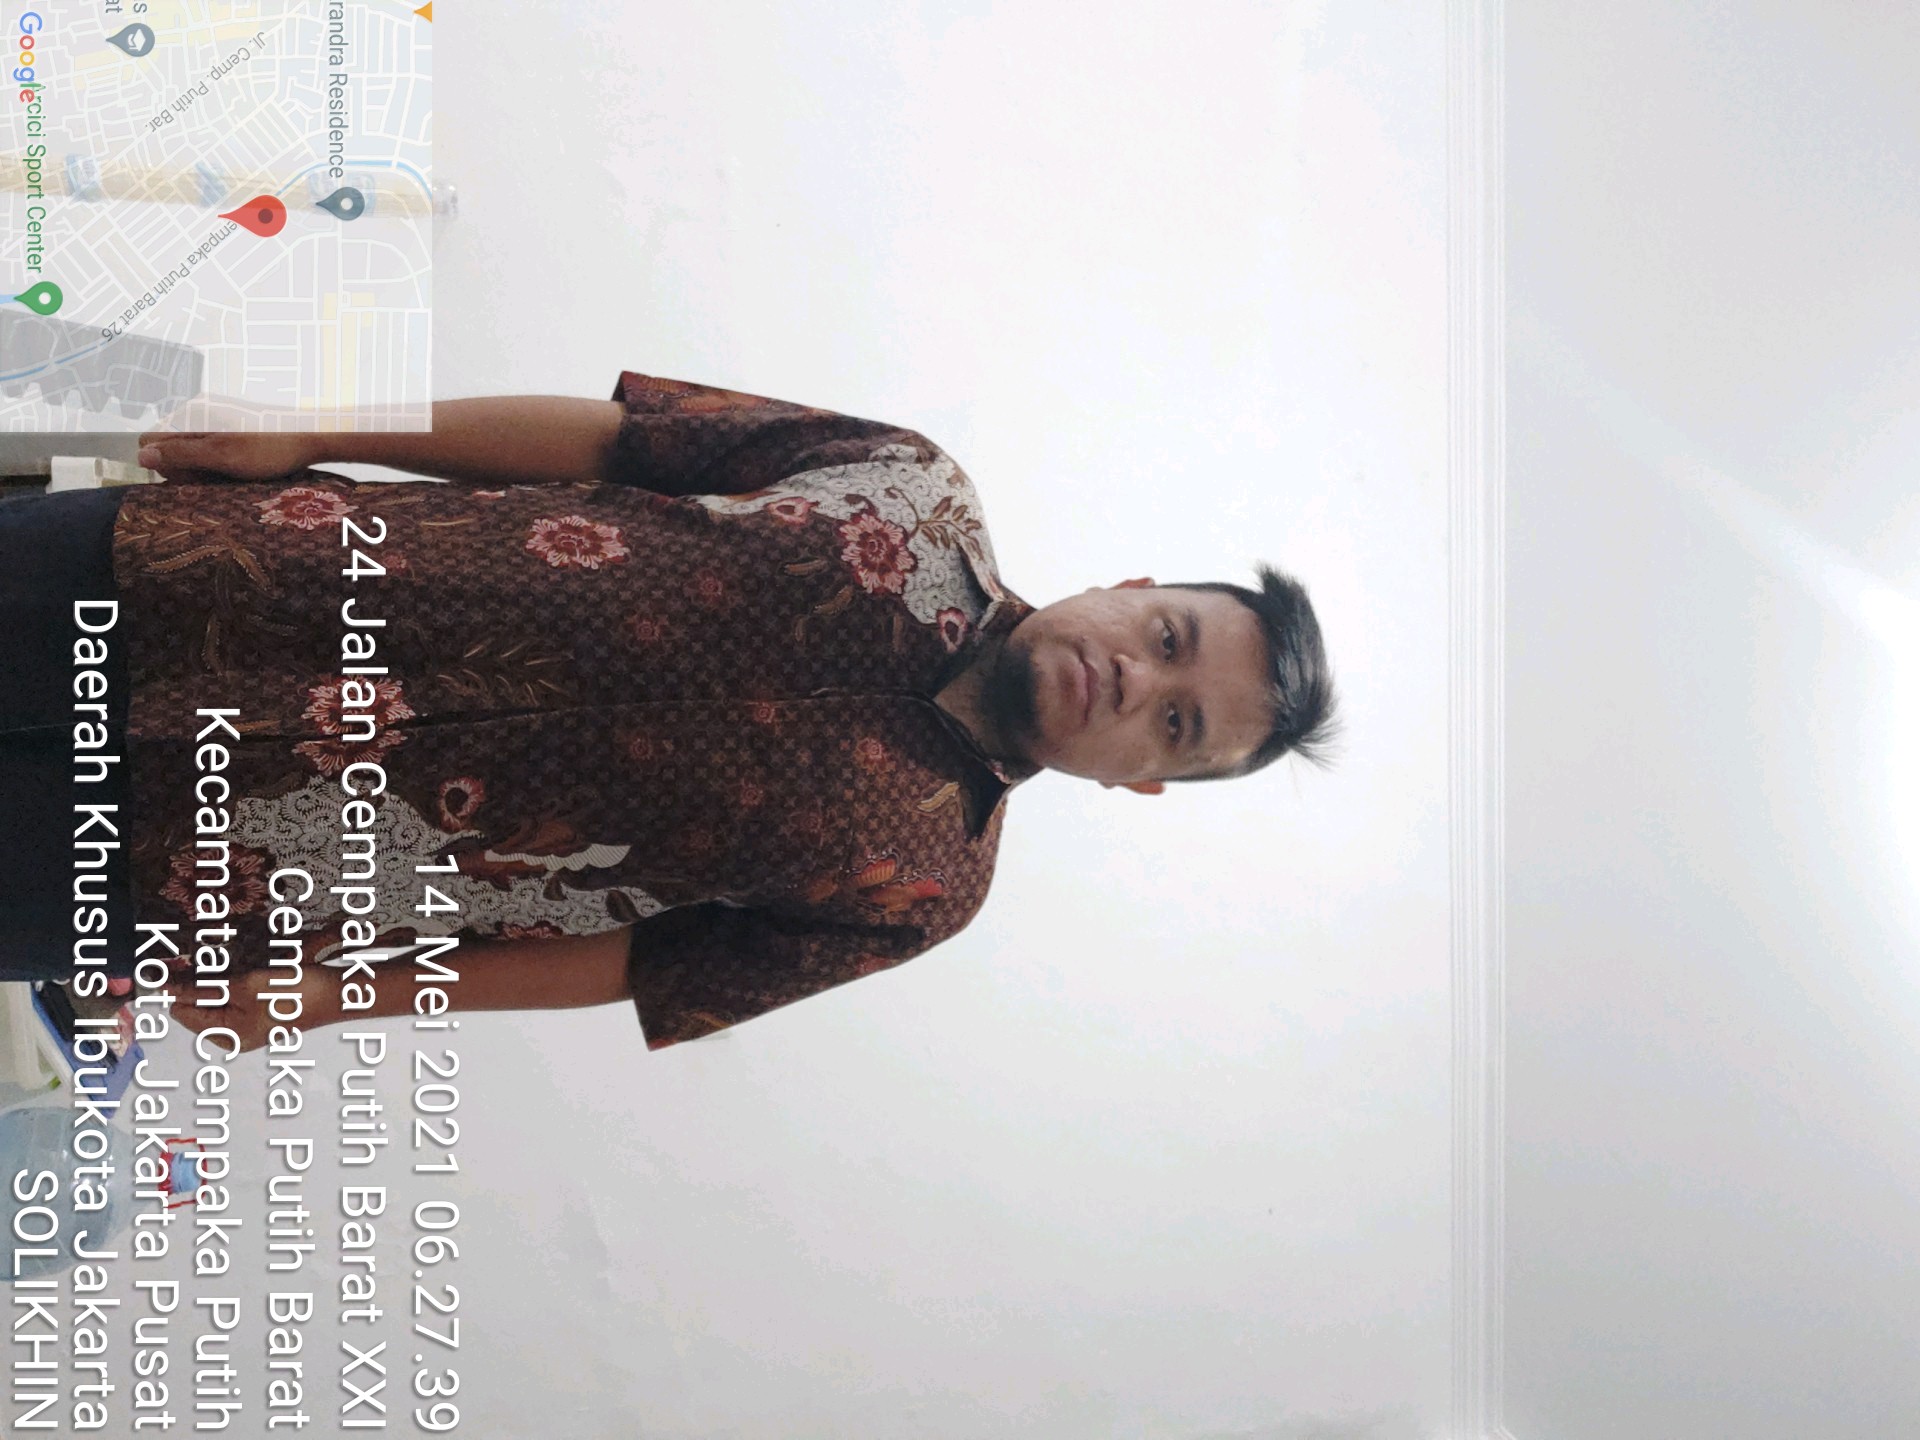 14 Mei 2021 06.27.39
24 Jalan Cempaka Putih Barat XXI
Cempaka Putih Barat
Kecamatan Cempaka Putih
Kota Jakarta Pusat
Daerah Khusus Ibukota Jakarta
SOLIKHIN
randra Residence
Jl. Cemp. Putih Bar.
empaka Putih Barat 26
s
at
Arcici Sport Center
Google